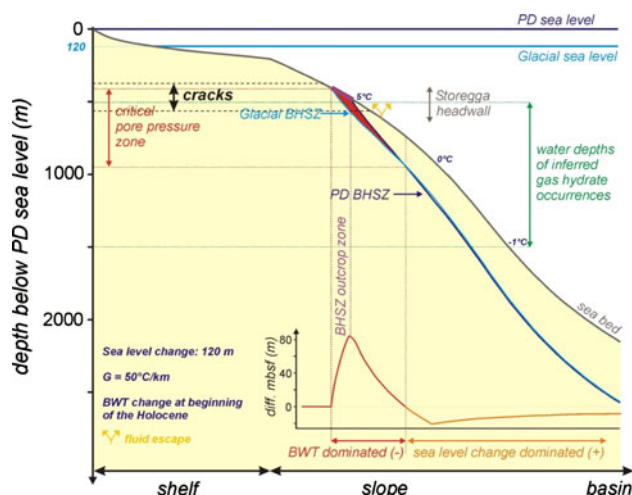 PD sea level
0
120
Glacial sea level
cracks
5°C
Storegga
headwall
critical
pore pressure
zone
Glacial BHSZ
0°C
water depths
of inferred
gas hydrate
occurrences
1000
PD BHSZ
-1°C
BHSZ outcrop zone
sea bed
2000
depth below PD sea level (m)
Sea level change: 120 m
G = 50°C/km
BWT change at beginning
of the Holocene
fluid escape
diff. mbsf (m)
80
40
0
BWT dominated (-)
sea level change dominated (+)
shelf
slope
basin